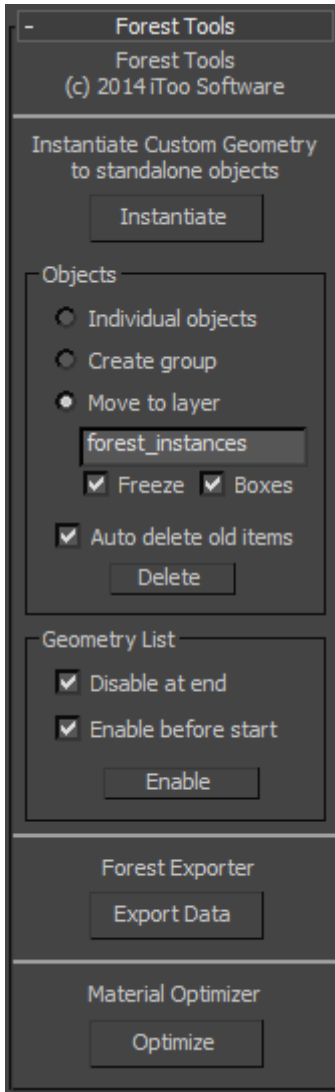 - Forest Tools
Forest Tools
(c) 2014 iToo Software
Instantiate Custom Geometry
to standalone objects
Instantiate
Objects
Individual objects
Create group
Move to layer
forest_instances
Freeze Boxes
Auto delete old items
Delete
Geometry List
Disable at end
Enable before start
Enable
Forest Exporter
Export Data
Material Optimizer
Optimize